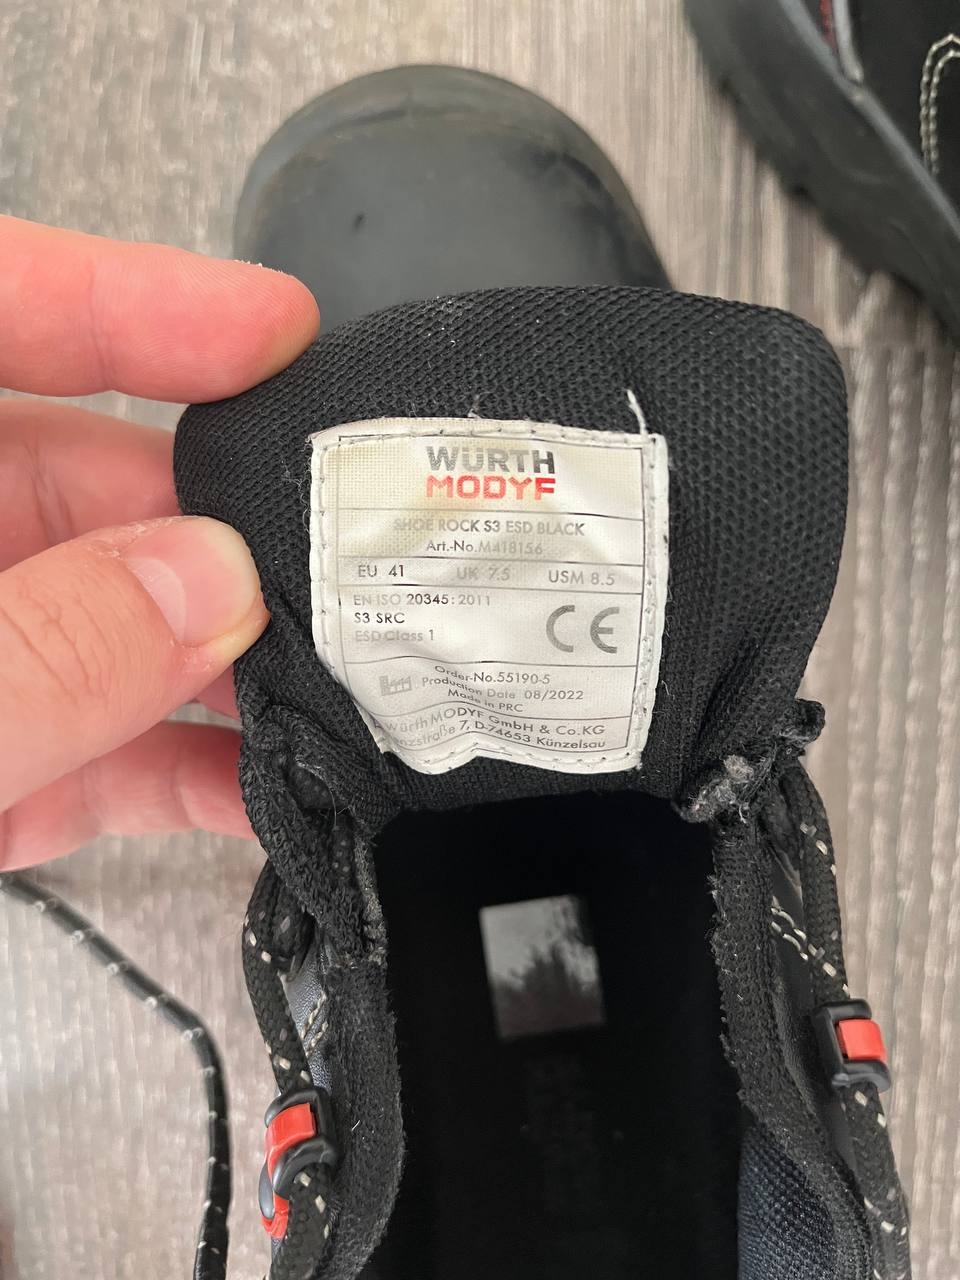 WÜRTH
MODYF
SHOE ROCK S3 ESD BLACK
Art.-No.M418156
EU 41 UK 7.5 USM 8.5
EN ISO 20345:2011
S3 SRC
ESD Class 1
CE
Order-No.55190-5
Production Date 08/2022
Made in PRC
Würth MODYF GmbH & Co.KG
7, D-74653 Künzelsau